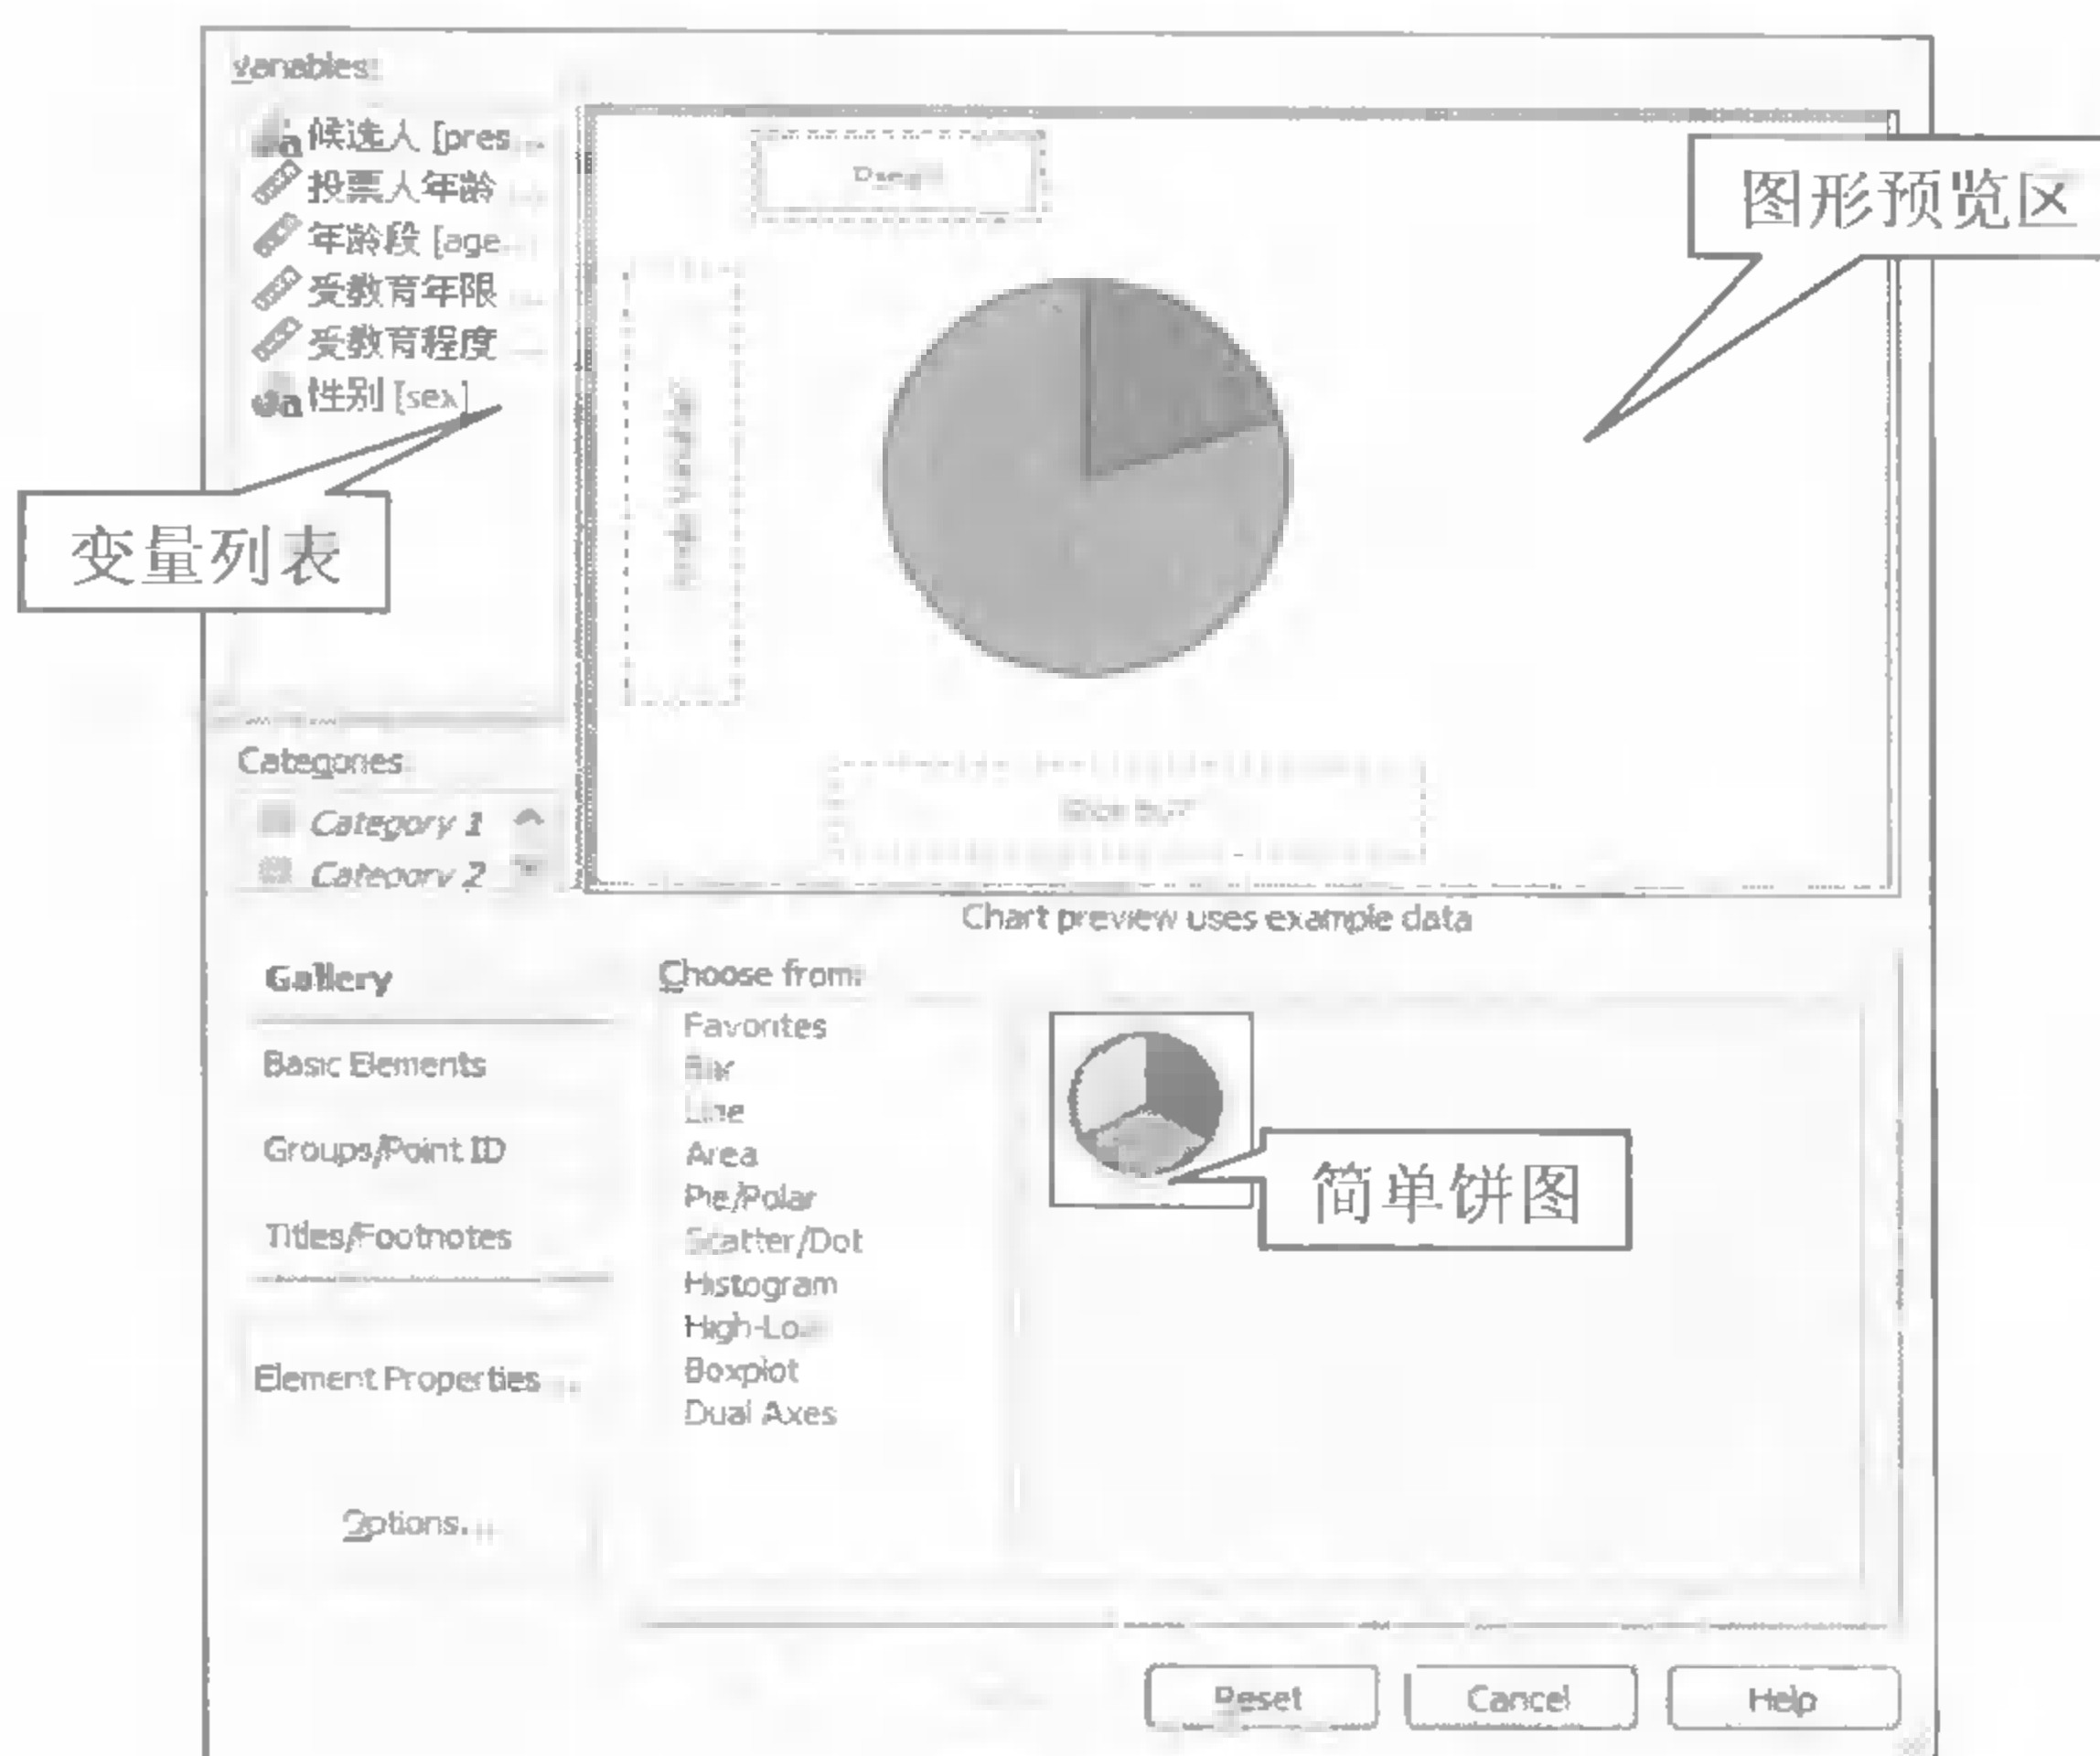 Variables:
候选人 [pres...
投票人年龄
年龄段 [age...
受教育年限
受教育程度
性别 [sex]
变量列表
图形预览区
Categories:
Category 1
Category 2
Chart preview uses example data
Gallery
Basic Elements
Groups/Point ID
Titles/Footnotes
Element Properties...
Options...
Choose from:
Favorites
Bar
Line
Area
Pie/Polar
Scatter/Dot
Histogram
High-Low
Boxplot
Dual Axes
简单饼图
Reset
Cancel
Help